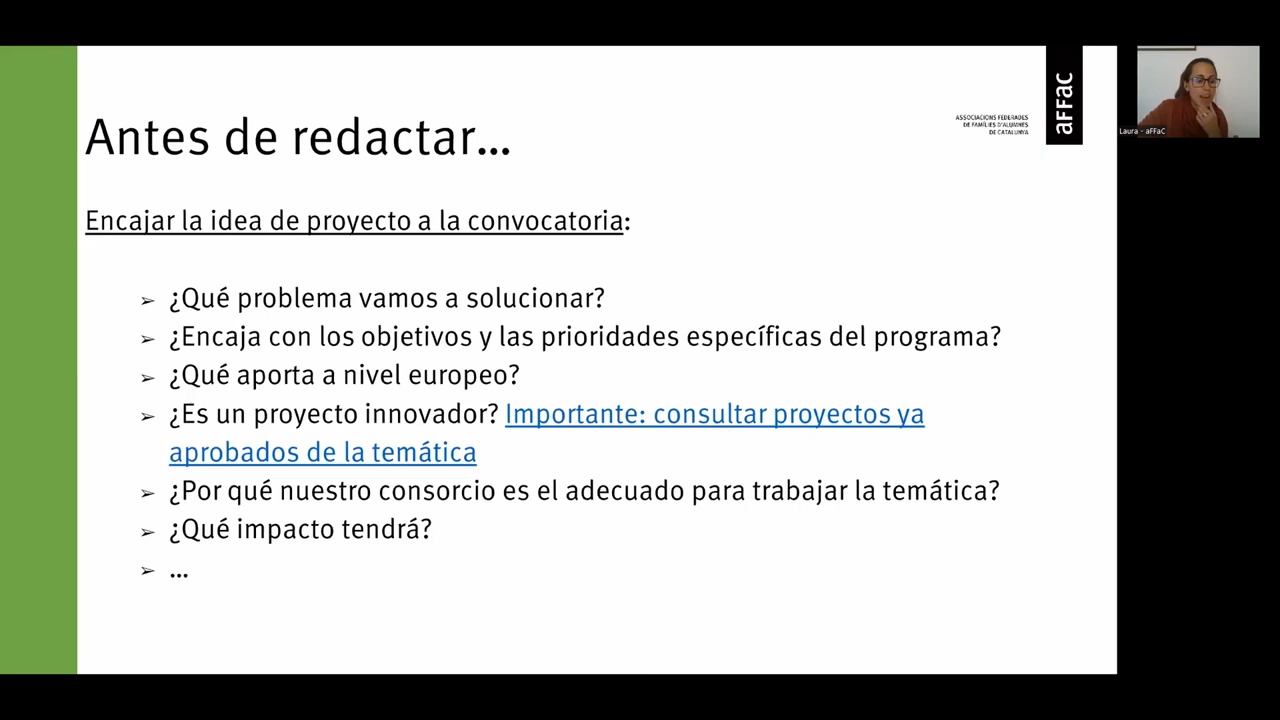 Antes de redactar...
ASSOCIACIONS FEDERADES
DE FAMÍLIES D'ALUMNES
DE CATALUNYA
aFFaC
Laura - aFFaC
Encajar la idea de proyecto a la convocatoria:
➢ ¿Qué problema vamos a solucionar?
➢ ¿Encaja con los objetivos y las prioridades específicas del programa?
➢ ¿Qué aporta a nivel europeo?
➢ ¿Es un proyecto innovador? Importante: consultar proyectos ya
aprobados de la temática
➢ ¿Por qué nuestro consorcio es el adecuado para trabajar la temática?
➢ ¿Qué impacto tendrá?
➢ ...